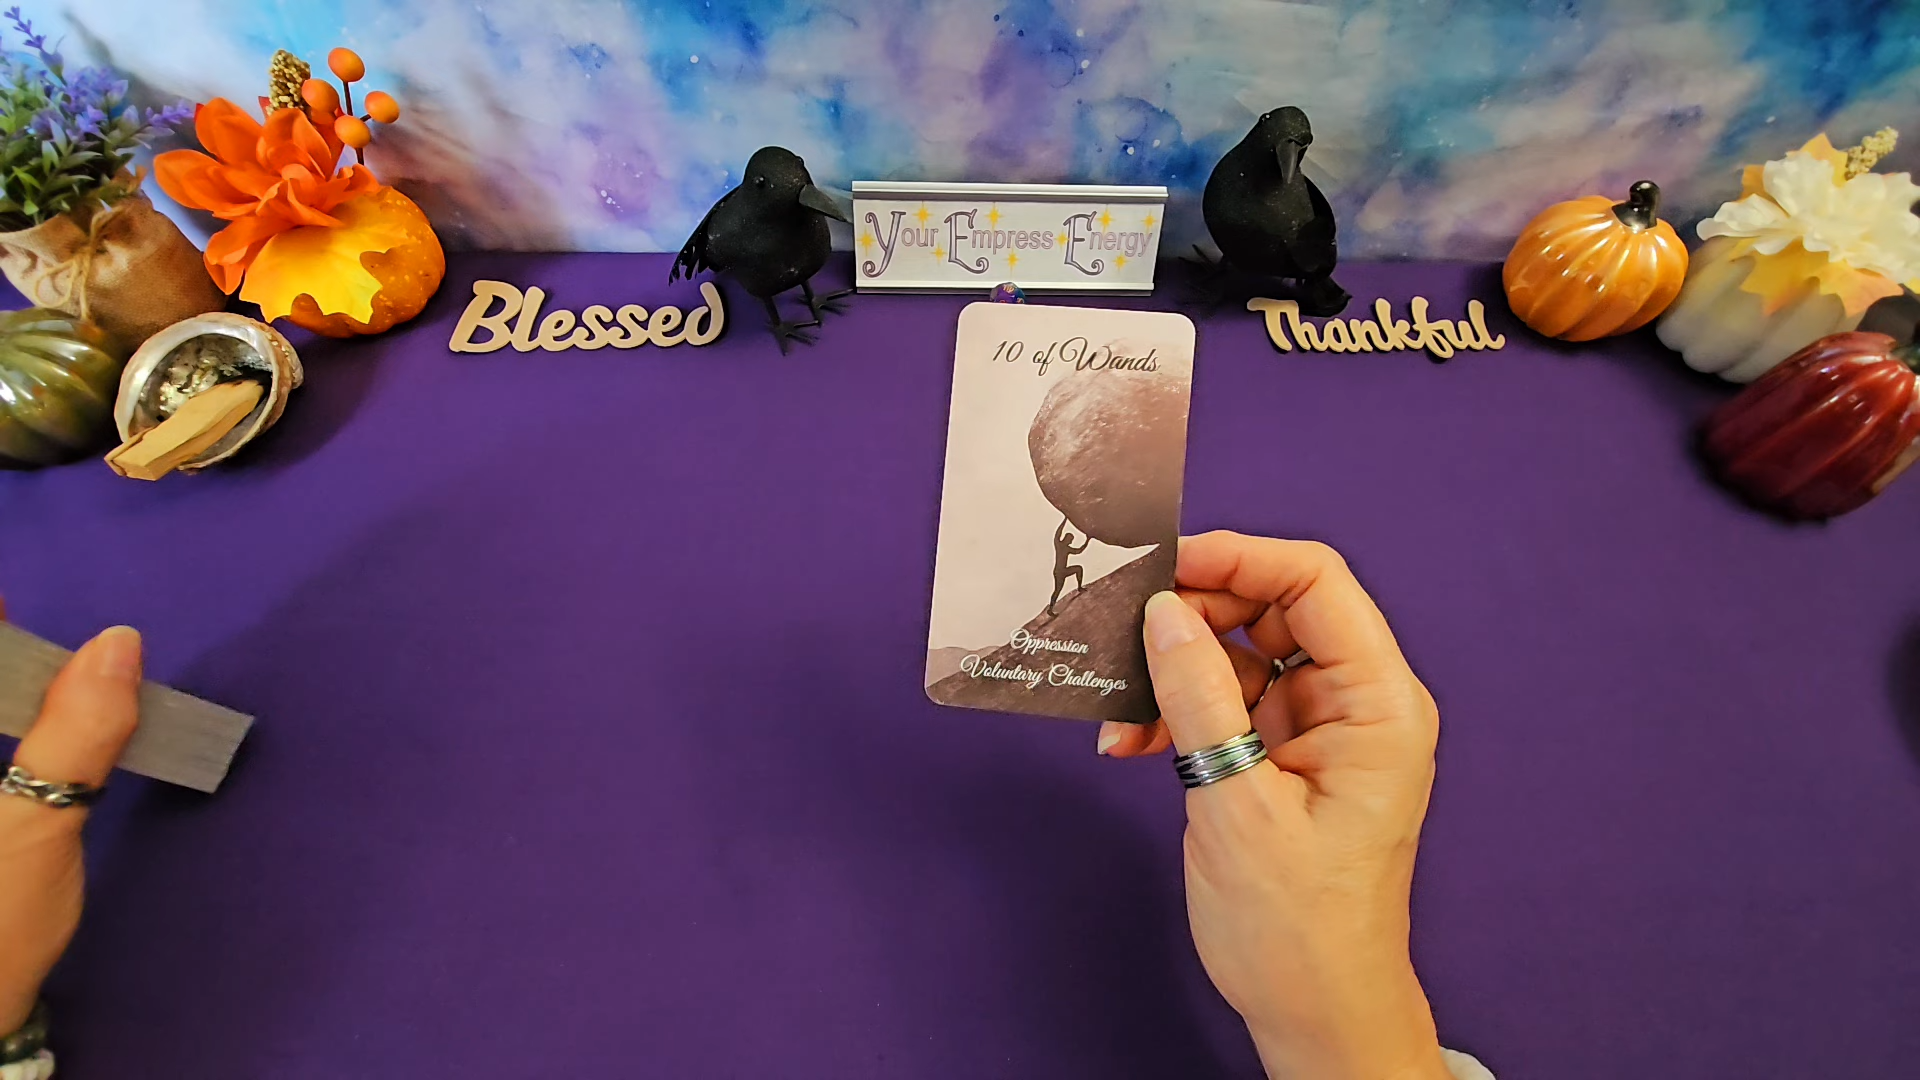 Your Empress Energy
Blessed
Thankful
10 of Wands
Oppression
Voluntary Challenges